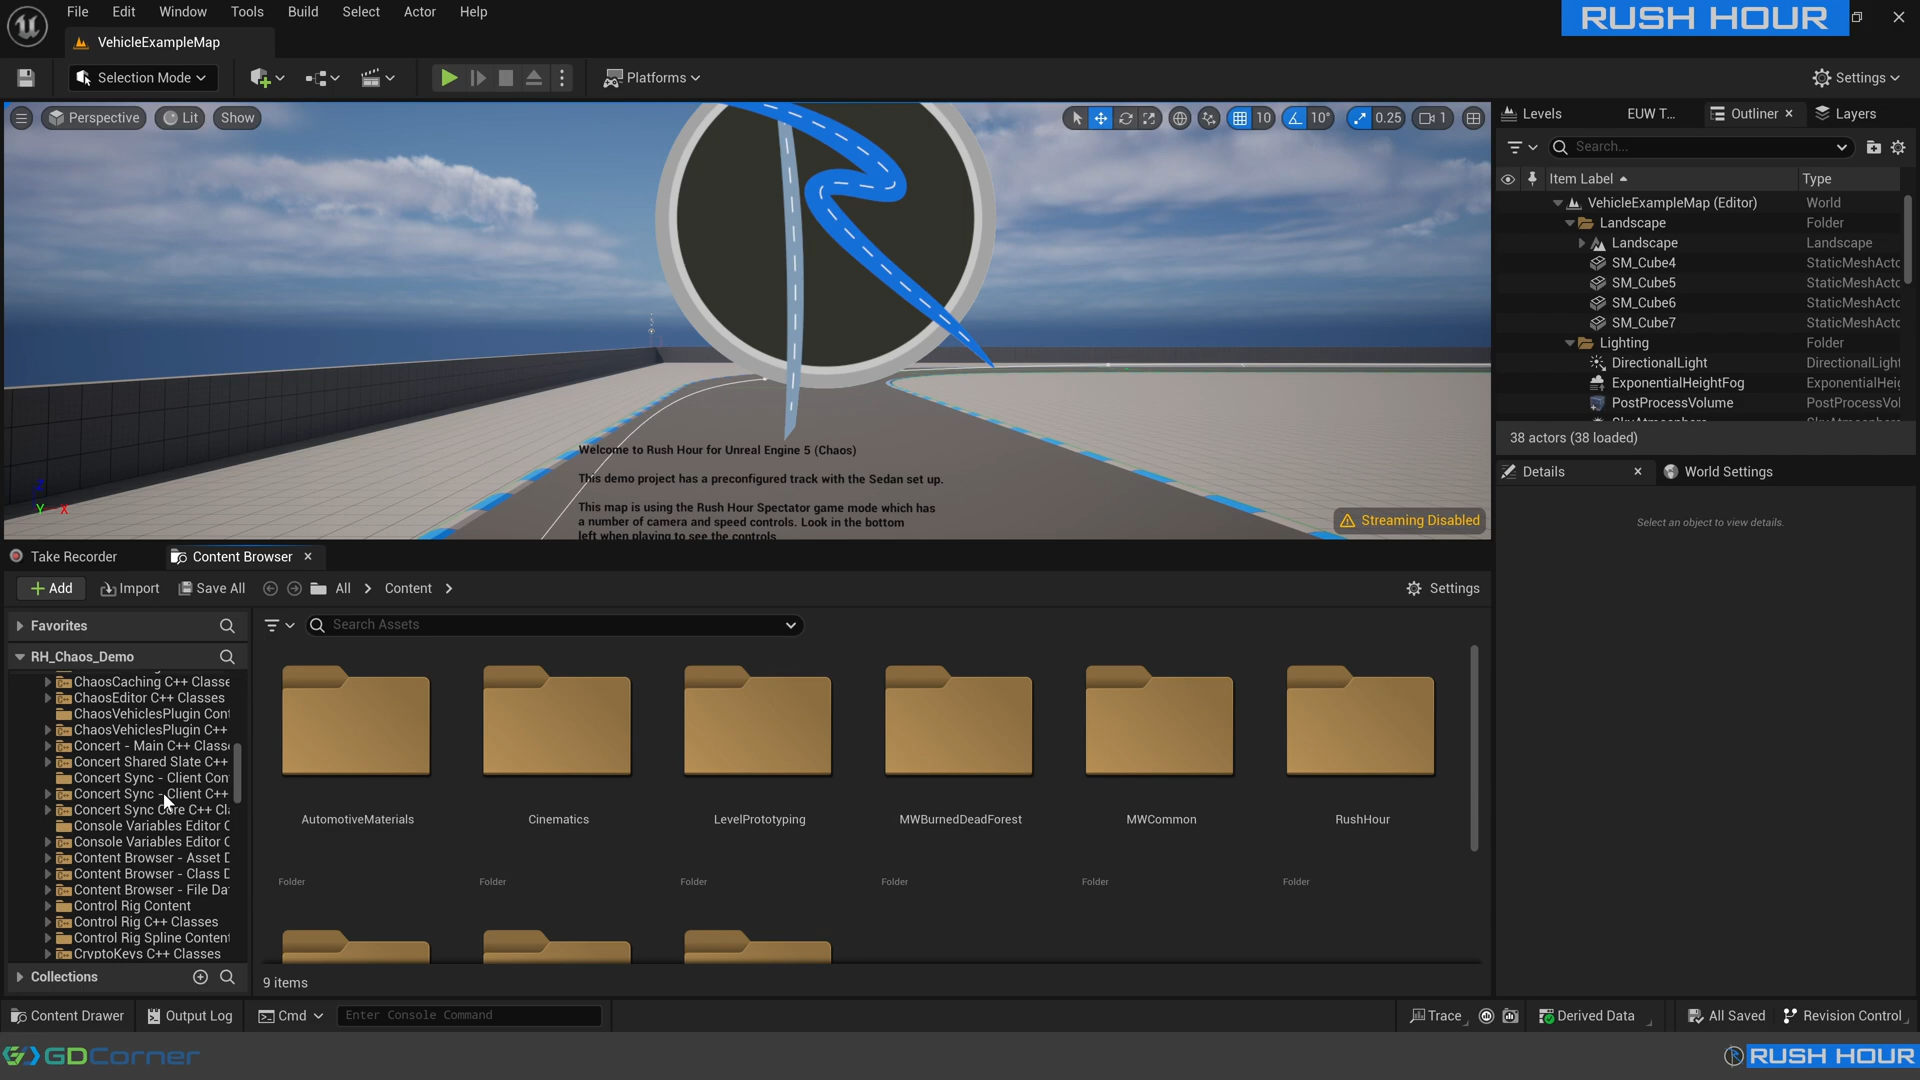 File Edit Window Tools Build Select Actor Help
RUSH HOUR
VehicleExampleMap
Selection Mode
Platforms
Settings
Perspective
Lit
Show
10
10°
0.25
1
Levels
EUW T...
Outliner
Layers
Search...
Item Label
Type
VehicleExampleMap (Editor)
World
Landscape
Folder
Landscape
Landscape
SM_Cube4
StaticMeshActo
SM_Cube5
StaticMeshActo
SM_Cube6
StaticMeshActo
SM_Cube7
StaticMeshActo
Lighting
Folder
DirectionalLight
DirectionalLight
ExponentialHeightFog
ExponentialHeig
PostProcessVolume
PostProcessVol
38 actors (38 loaded)
Welcome to Rush Hour for Unreal Engine 5 (Chaos)
This demo project has a preconfigured track with the Sedan set up.
This map is using the Rush Hour Spectator game mode which has
a number of camera and speed controls. Look in the bottom
left when playing to see the controls
Z
Y
X
Streaming Disabled
Details
World Settings
Select an object to view details.
Take Recorder
Content Browser
Add
Import
Save All
All
Content
Settings
Favorites
Search Assets
RH_Chaos_Demo
ChaosCaching C++ Classe
ChaosEditor C++ Classes
ChaosVehiclesPlugin Cont
ChaosVehiclesPlugin C++
Concert - Main C++ Classe
Concert Shared Slate C++
Concert Sync - Client Con
Concert Sync - Client C++
Concert Sync Core C++ Cla
Console Variables Editor C
Console Variables Editor C
Content Browser - Asset D
Content Browser - Class D
Content Browser - File Da
Control Rig Content
Control Rig C++ Classes
Control Rig Spline Content
CryptoKeys C++ Classes
Collections
AutomotiveMaterials
Cinematics
LevelPrototyping
MWBurnedDeadForest
MWCommon
RushHour
Folder
Folder
Folder
Folder
Folder
Folder
9 items
Content Drawer
Output Log
Cmd
Enter Console Command
Trace
Derived Data
All Saved
Revision Control
GDCorner
RUSH HOUR